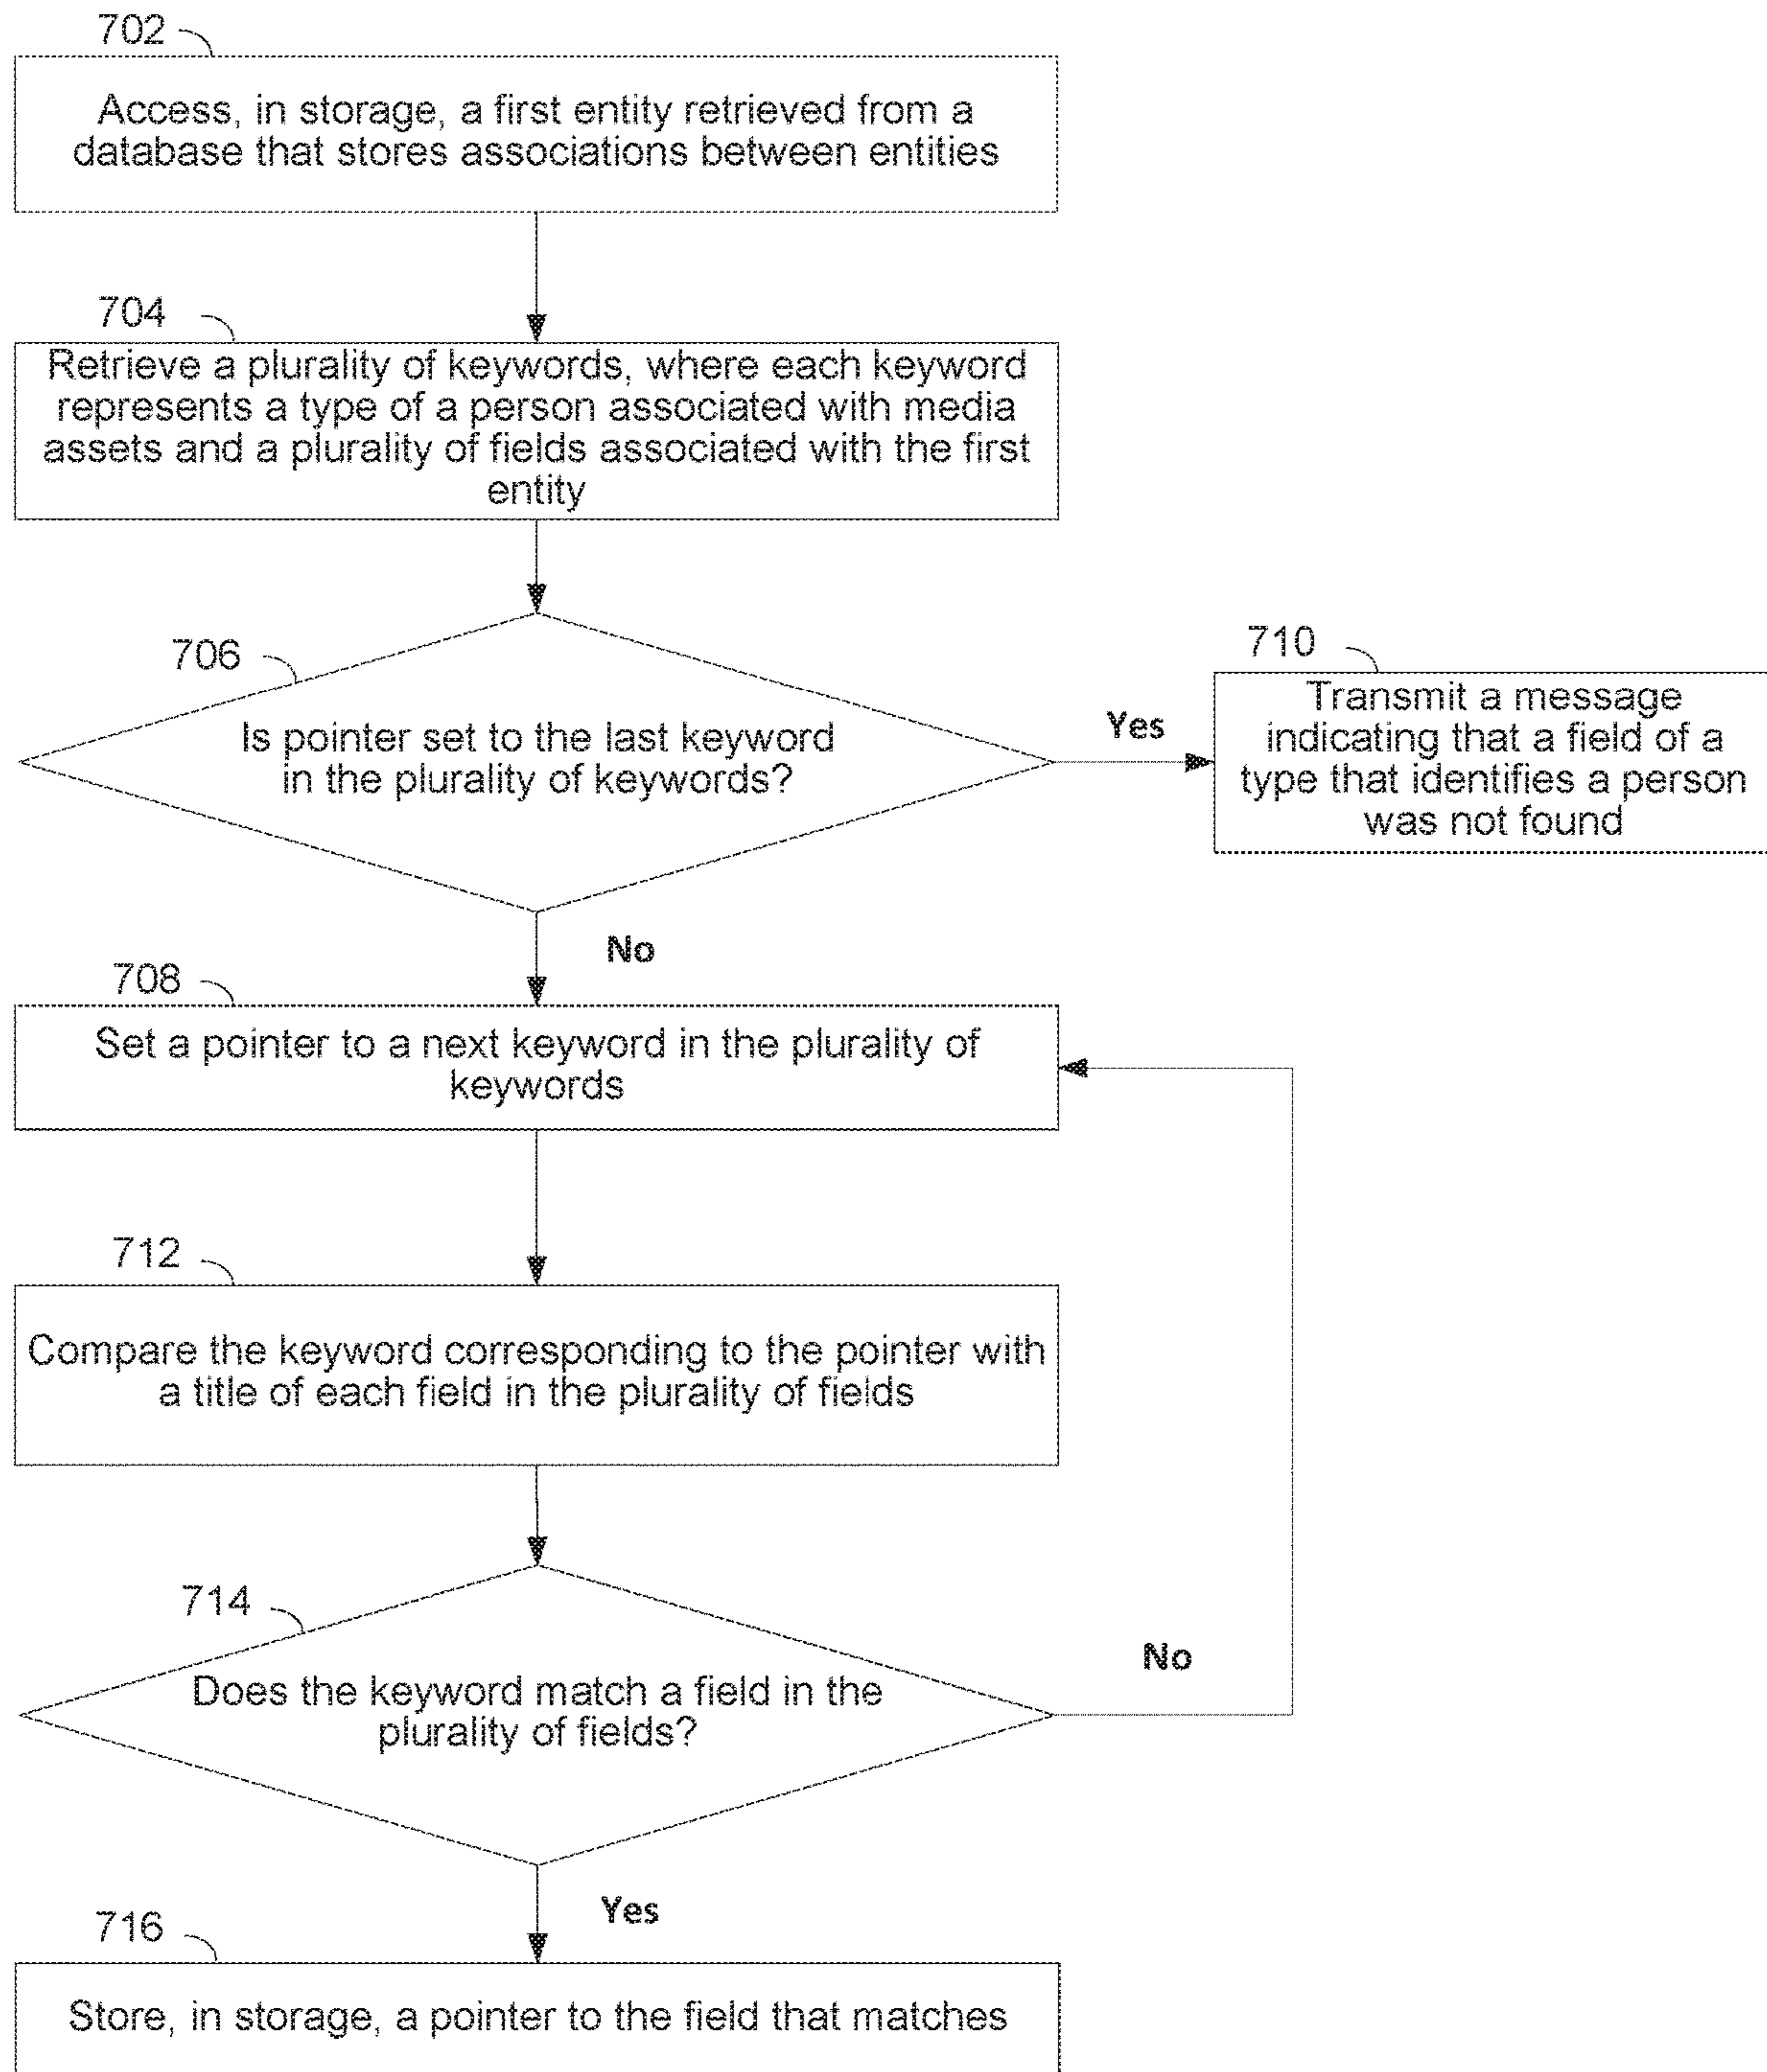 702
Access, in storage, a first entity retrieved from a
database that stores associations between entities
704
Retrieve a plurality of keywords, where each keyword
represents a type of a person associated with media
assets and a plurality of fields associated with the first
entity
706
Is pointer set to the last keyword
in the plurality of keywords?
Yes
710
Transmit a message
indicating that a field of a
type that identifies a person
was not found
No
708
Set a pointer to a next keyword in the plurality of
keywords
712
Compare the keyword corresponding to the pointer with
a title of each field in the plurality of fields
714
Does the keyword match a field in the
plurality of fields?
No
Yes
716
Store, in storage, a pointer to the field that matches